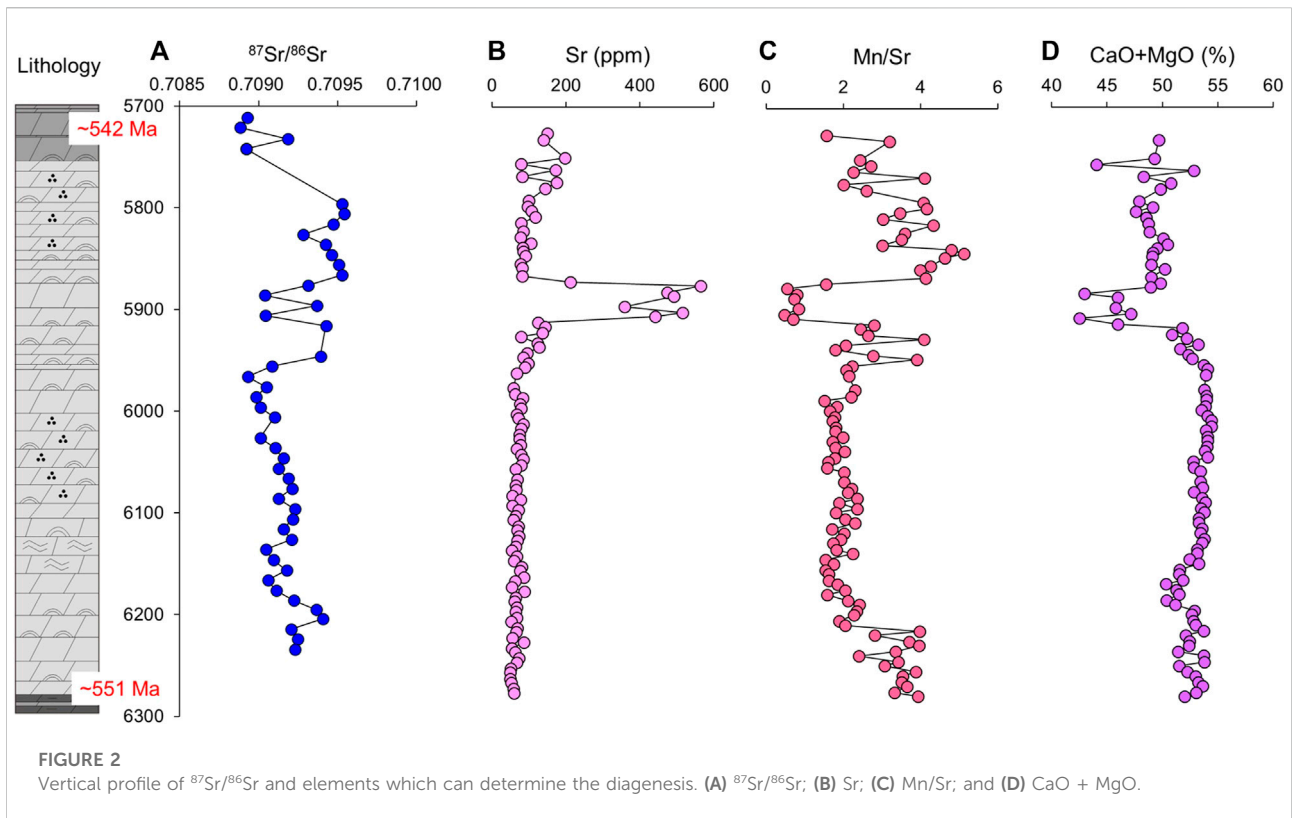 Lithology
A
⁸⁷Sr/⁸⁶Sr
0.7085 0.7090 0.7095 0.7100
B
Sr (ppm)
0 200 400 600
C
Mn/Sr
0 2 4 6
D
CaO+MgO (%)
40 45 50 55 60
5700
~542 Ma
5800
5900
6000
6100
6200
~551 Ma
6300
FIGURE 2
Vertical profile of ⁸⁷Sr/⁸⁶Sr and elements which can determine the diagenesis. (A) ⁸⁷Sr/⁸⁶Sr; (B) Sr; (C) Mn/Sr; and (D) CaO + MgO.